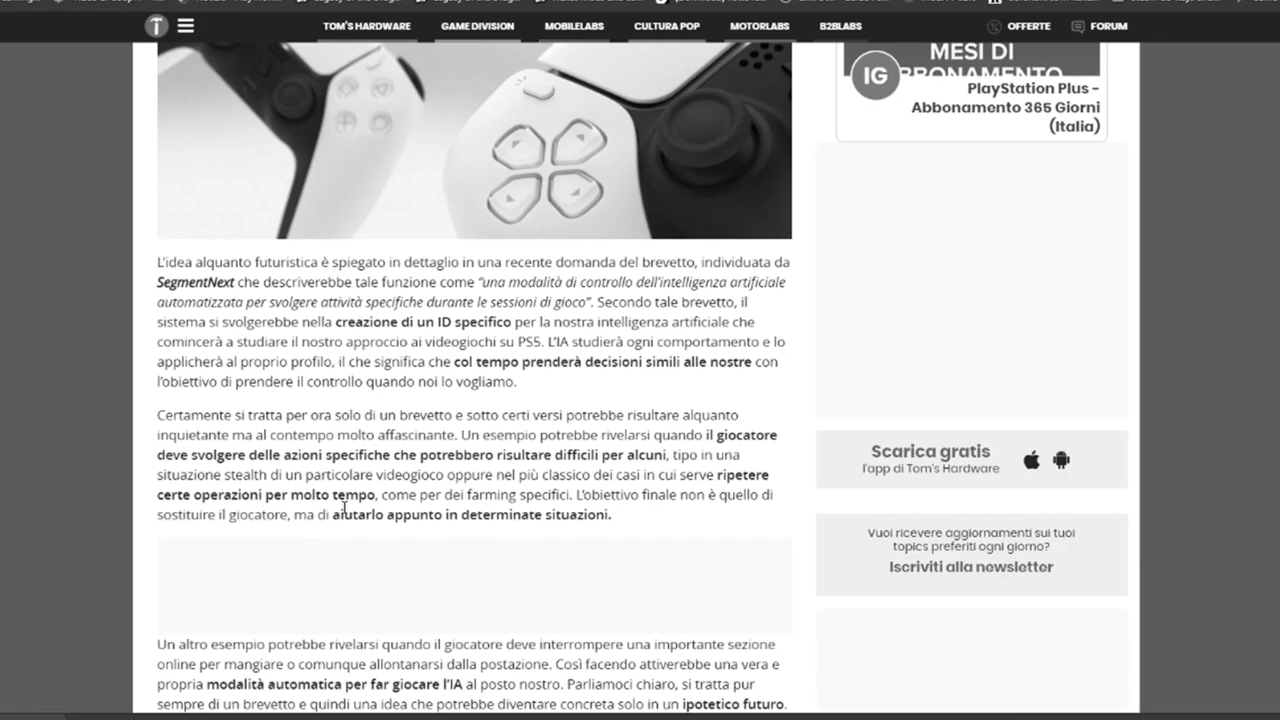 TOM'S HARDWARE GAME DIVISION MOBILELABS CULTURA POP MOTORLABS B2BLABS OFFERTE FORUM
L'idea alquanto futuristica è spiegato in dettaglio in una recente domanda del brevetto, individuata da
SegmentNext che descriverebbe tale funzione come “una modalità di controllo dell'intelligenza artificiale
automatizzata per svolgere attività specifiche durante le sessioni di gioco”. Secondo tale brevetto, il
sistema si svolgerebbe nella creazione di un ID specifico per la nostra intelligenza artificiale che
comincerà a studiare il nostro approccio ai videogiochi su PS5. L'IA studierà ogni comportamento e lo
applicherà al proprio profilo, il che significa che col tempo prenderà decisioni simili alle nostre con
l'obiettivo di prendere il controllo quando noi lo vogliamo.
Certamente si tratta per ora solo di un brevetto e sotto certi versi potrebbe risultare alquanto
inquietante ma al contempo molto affascinante. Un esempio potrebbe rivelarsi quando il giocatore
deve svolgere delle azioni specifiche che potrebbero risultare difficili per alcuni, tipo in una
situazione stealth di un particolare videogioco oppure nel più classico dei casi in cui serve ripetere
certe operazioni per molto tempo, come per dei farming specifici. L'obiettivo finale non è quello di
sostituire il giocatore, ma di aiutarlo appunto in determinate situazioni.
Un altro esempio potrebbe rivelarsi quando il giocatore deve interrompere una importante sezione
online per mangiare o comunque allontanarsi dalla postazione. Così facendo attiverebbe una vera e
propria modalità automatica per far giocare l'IA al posto nostro. Parliamoci chiaro, si tratta pur
sempre di un brevetto e quindi una idea che potrebbe diventare concreta solo in un ipotetico futuro.
MESI DI
BBONAMENTO
IG
PlayStation Plus -
Abbonamento 365 Giorni
(Italia)
Scarica gratis
l'app di Tom's Hardware
Vuoi ricevere aggiornamenti sui tuoi
topics preferiti ogni giorno?
Iscriviti alla newsletter